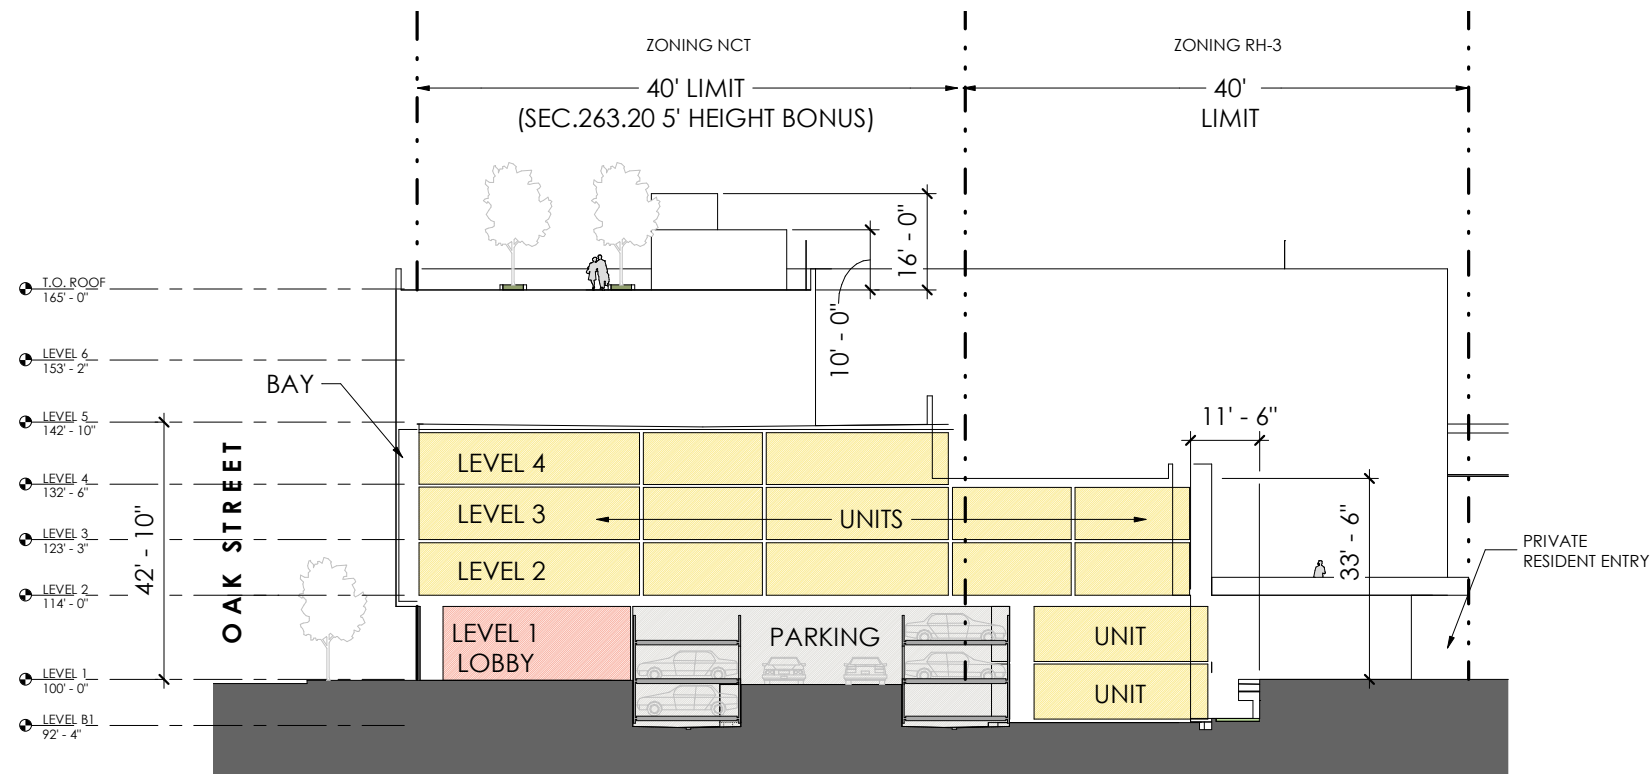 ZONING NCT
ZONING RH-3
40' LIMIT
(SEC.263.20 5' HEIGHT BONUS)
40'
LIMIT
16' - 0"
10' - 0"
T.O. ROOF
165' - 0"
LEVEL 6
153' - 2"
BAY
LEVEL 5
142' - 10"
11' - 6"
LEVEL 4
132' - 6"
LEVEL 4
LEVEL 3
123' - 3"
LEVEL 3
UNITS
42' - 10"
OAK STREET
33' - 6"
PRIVATE
RESIDENT ENTRY
LEVEL 2
LEVEL 2
114' - 0"
LEVEL 1
LOBBY
PARKING
UNIT
UNIT
LEVEL 1
100' - 0"
LEVEL B1
92' - 4"